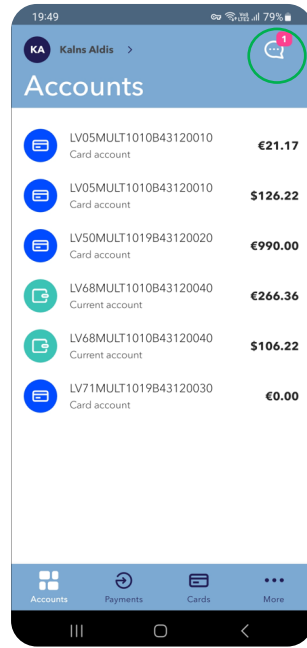 19:49
79%
KA Kalns Aldis
1
Accounts
LV05MULT1010B43120010
Card account
€21.17
LV05MULT1010B43120010
Card account
$126.22
LV50MULT1019B43120020
Card account
€990.00
LV68MULT1010B43120040
Current account
€266.36
LV68MULT1010B43120040
Current account
$106.22
LV71MULT1019B43120030
Card account
€0.00
Accounts Payments Cards More